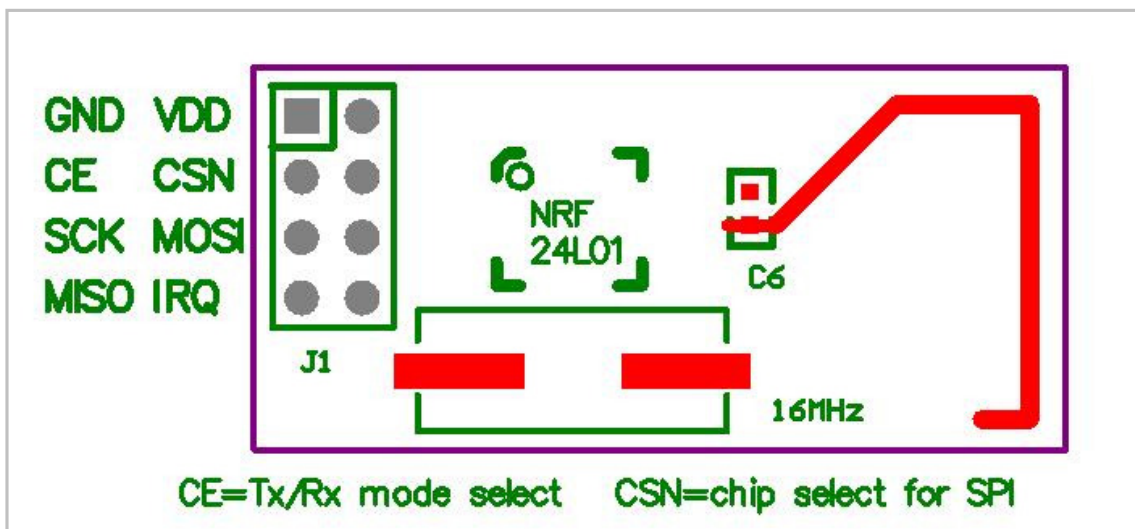 GND VDD
CE CSN
SCK MOSI
MISO IRQ
NRF
24L01
C6
J1
16MHz
CE=Tx/Rx mode select CSN=chip select for SPI